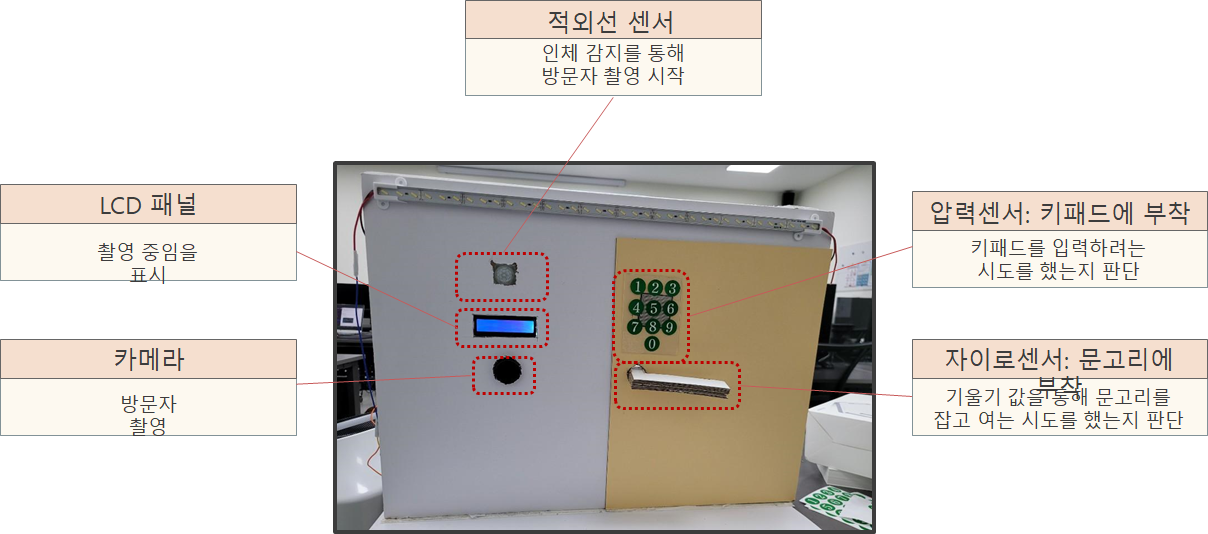 적외선 센서
인체 감지를 통해
방문자 촬영 시작
LCD 패널
촬영 중임을
표시
카메라
방문자
촬영
압력센서: 키패드에 부착
키패드를 입력하려는
시도를 했는지 판단
자이로센서: 문고리에
부착
기울기 값을 통해 문고리를
잡고 여는 시도를 했는지 판단
1 2 3
4 5 6
7 8 9
0